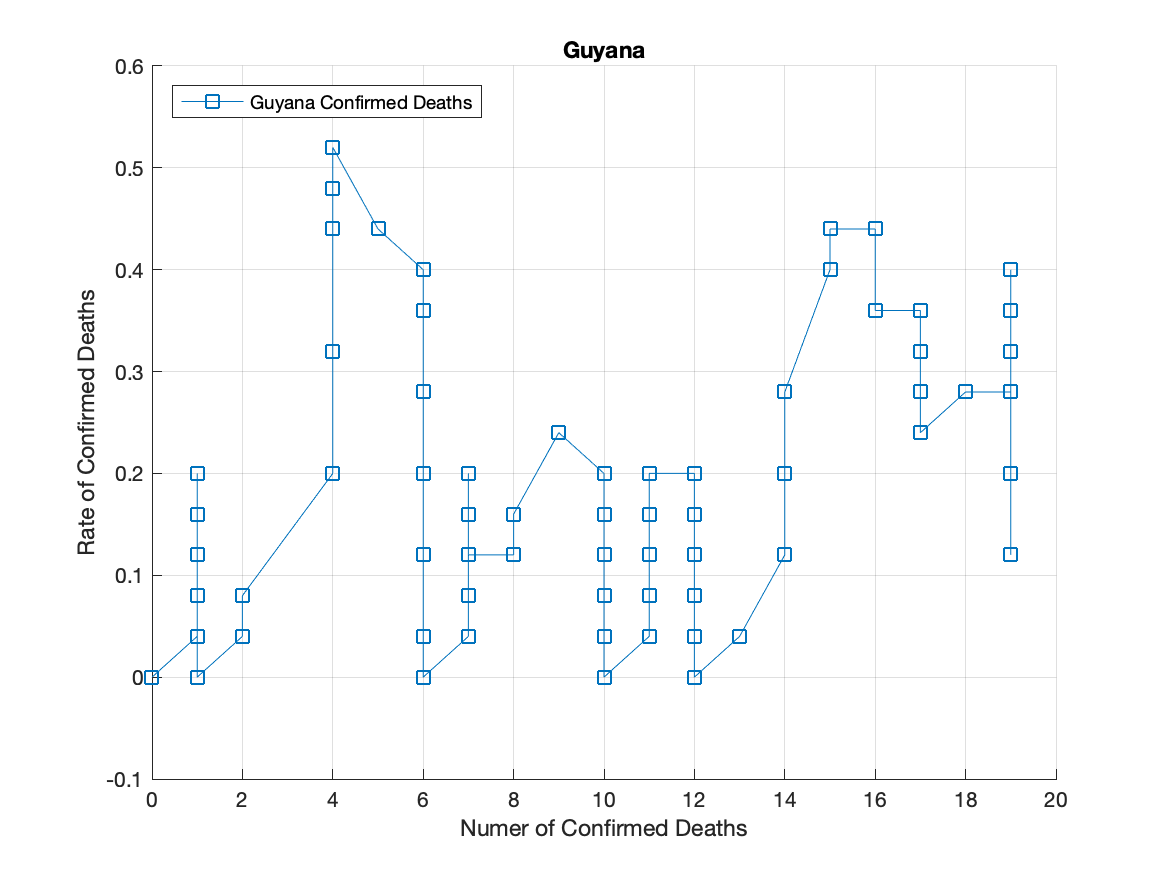 Guyana
Guyana Confirmed Deaths
0.6
0.5
0.4
0.3
0.2
0.1
0
-0.1
Rate of Confirmed Deaths
0 2 4 6 8 10 12 14 16 18 20
Numer of Confirmed Deaths